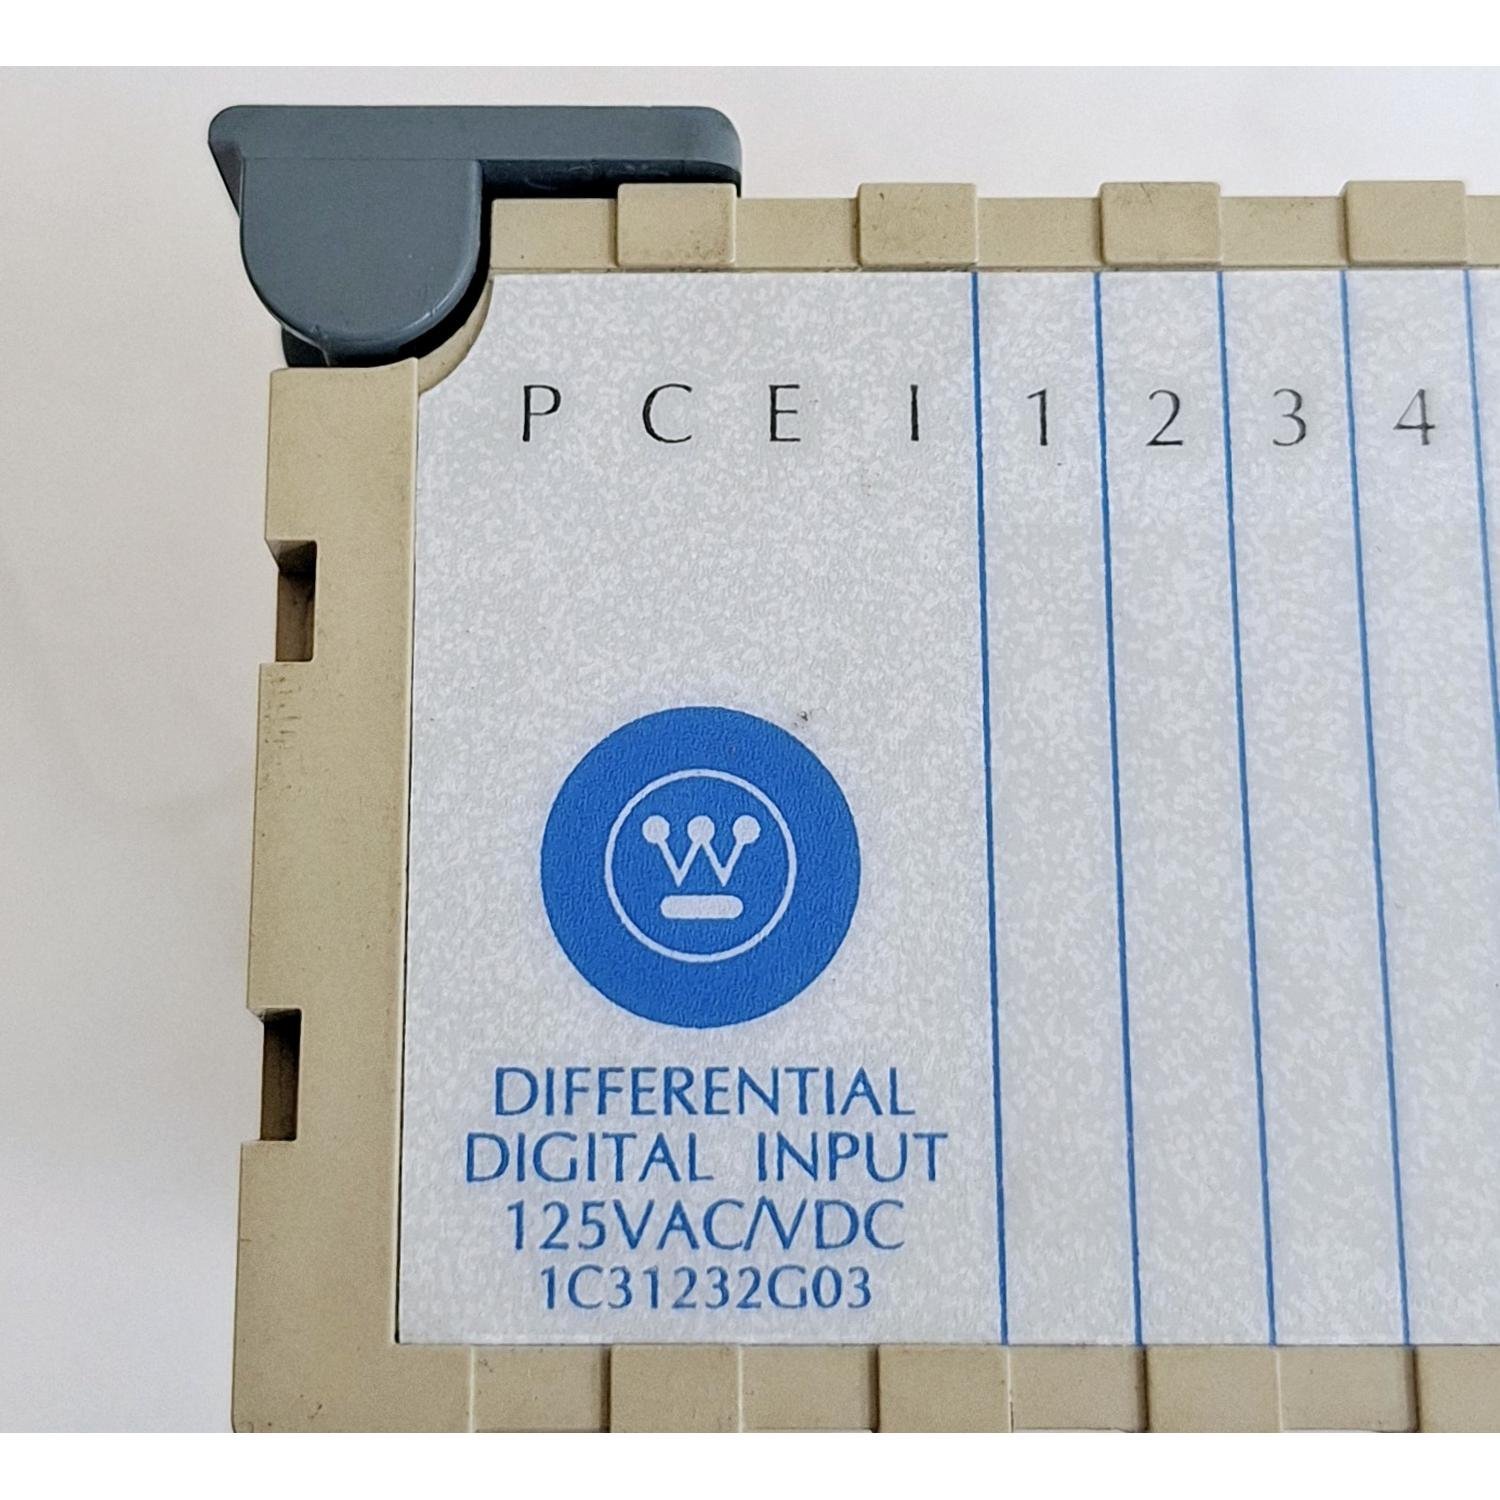 P C E I 1 2 3 4
W
DIFFERENTIAL
DIGITAL INPUT
125VAC/VDC
1C31232G03